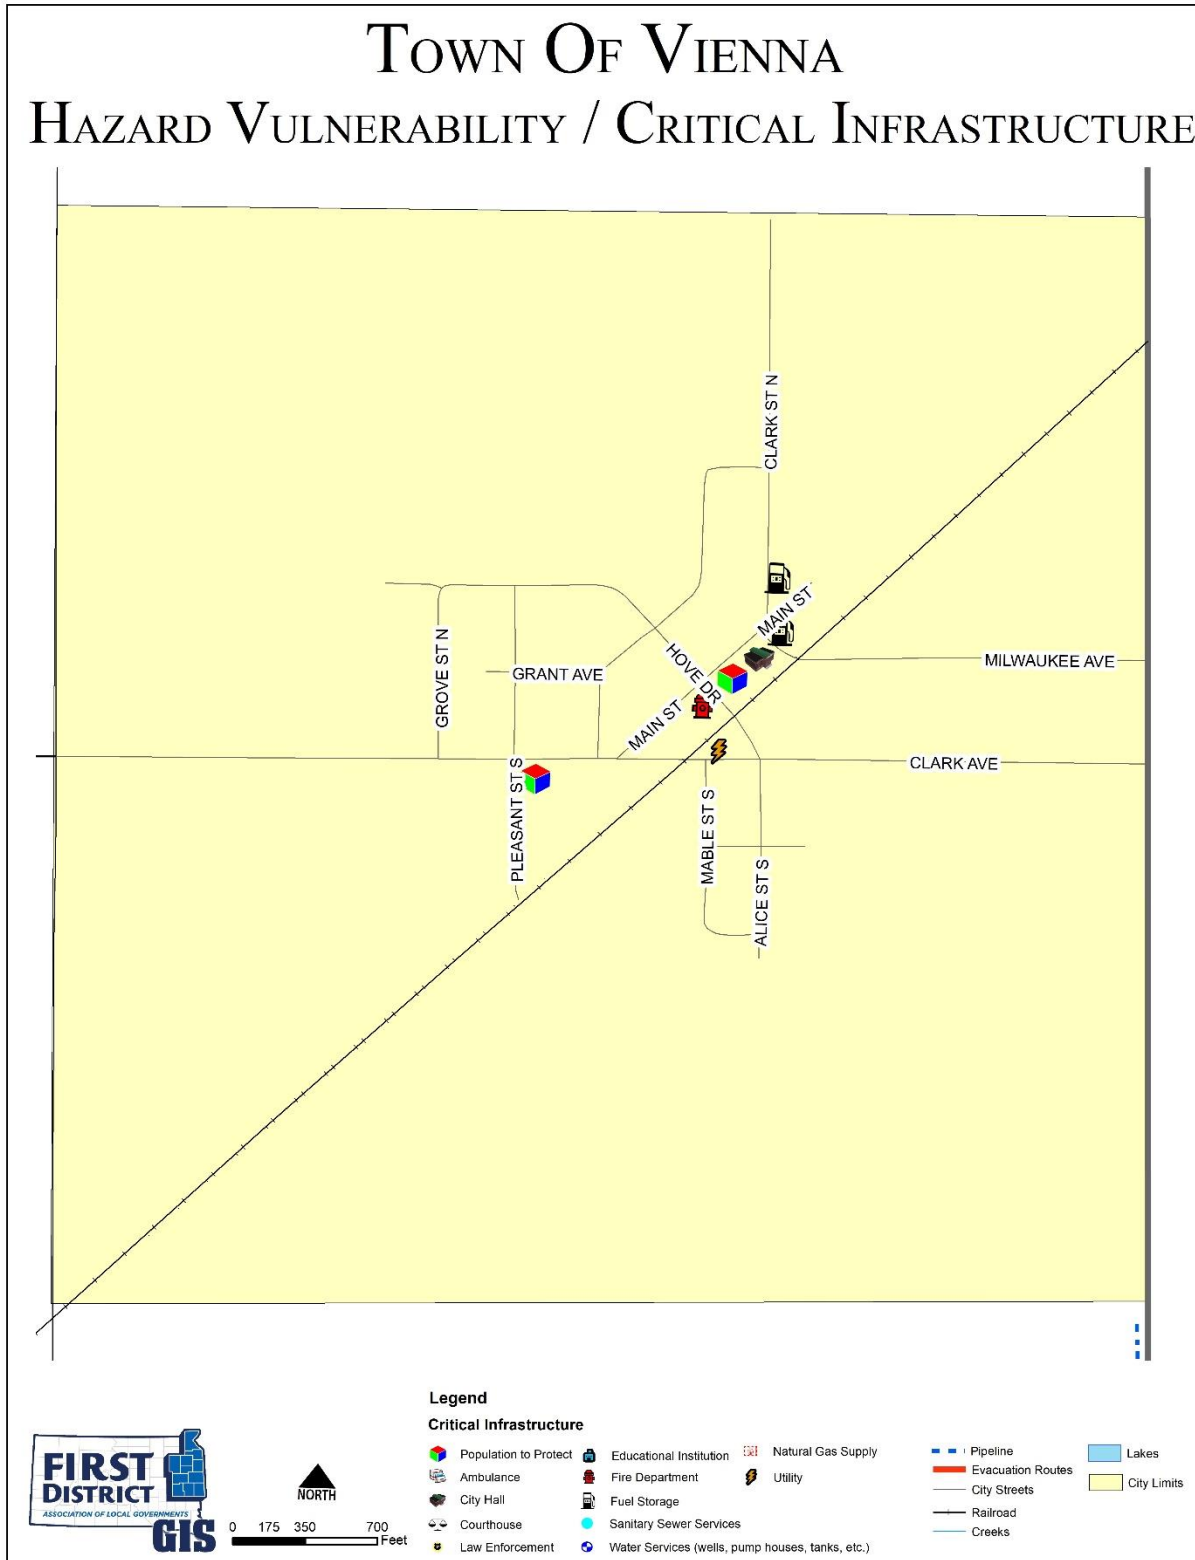 TOWN OF VIENNA
HAZARD VULNERABILITY / CRITICAL INFRASTRUCTURE
CLARK ST N
MAIN ST
HOVE DR
MILWAUKEE AVE
GROVE ST N
GRANT AVE
MAIN ST
CLARK AVE
PLEASANT ST S
MABLE ST S
ALICE ST S
Legend
Critical Infrastructure
Population to Protect
Ambulance
City Hall
Courthouse
Law Enforcement
Educational Institution
Fire Department
Fuel Storage
Sanitary Sewer Services
Water Services (wells, pump houses, tanks, etc.)
Natural Gas Supply
Utility
Pipeline
Evacuation Routes
City Streets
Railroad
Creeks
Lakes
City Limits
FIRST
DISTRICT
ASSOCIATION OF LOCAL GOVERNMENTS
GIS
NORTH
0 175 350 700
Feet